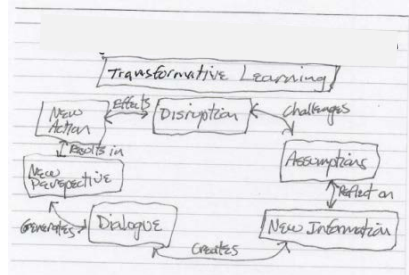 Transformative Learning
New
Action
Effects
Disruption
Challenges
Assumptions
Reflect on
New Information
Creates
Dialogue
Generates
New
Perspective
Results in